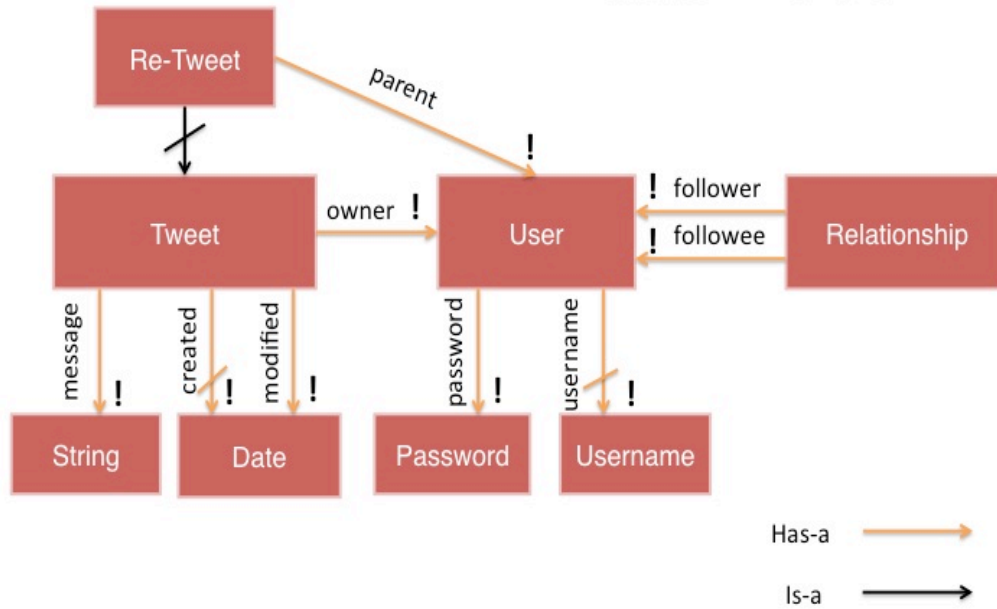 Re-Tweet
parent
!
Tweet
owner !
User
! follower
! followee
Relationship
message
!
created
!
modified
!
password
!
username
!
String
Date
Password
Username
Has-a
Is-a